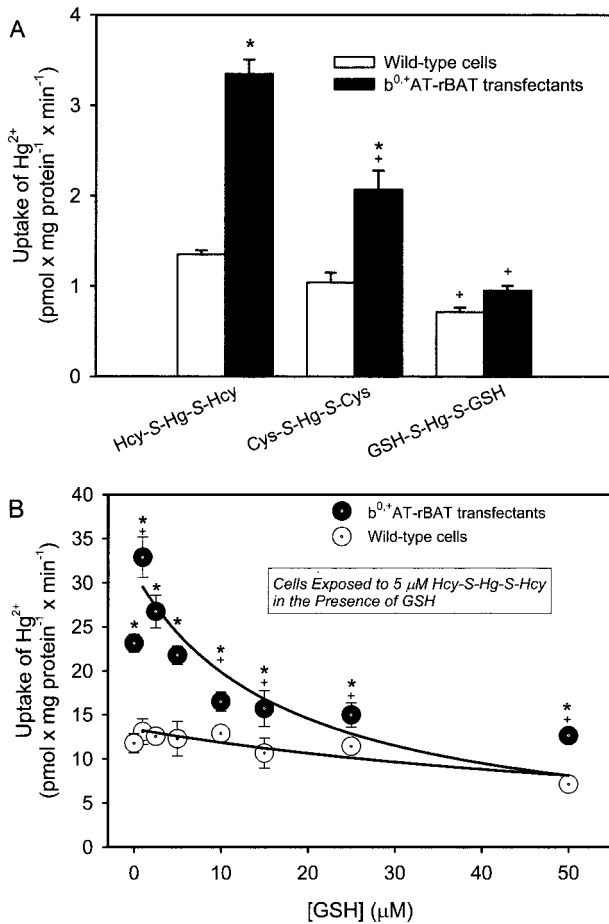 A
Uptake of Hg²⁺
(pmol x mg protein⁻¹ x min⁻¹)
4
3
2
1
0
Wild-type cells
b⁰,⁺AT-rBAT transfectants
*
*
+
+
+
Hcy-S-Hg-S-Hcy
Cys-S-Hg-S-Cys
GSH-S-Hg-S-GSH
B
Uptake of Hg²⁺
(pmol x mg protein⁻¹ x min⁻¹)
40
35
30
25
20
15
10
5
0
b⁰,⁺AT-rBAT transfectants
Wild-type cells
Cells Exposed to 5 µM Hcy-S-Hg-S-Hcy
in the Presence of GSH
*
*
+
*
*
*
+
*
+
*
+
*
+
0 10 20 30 40 50
[GSH] (µM)